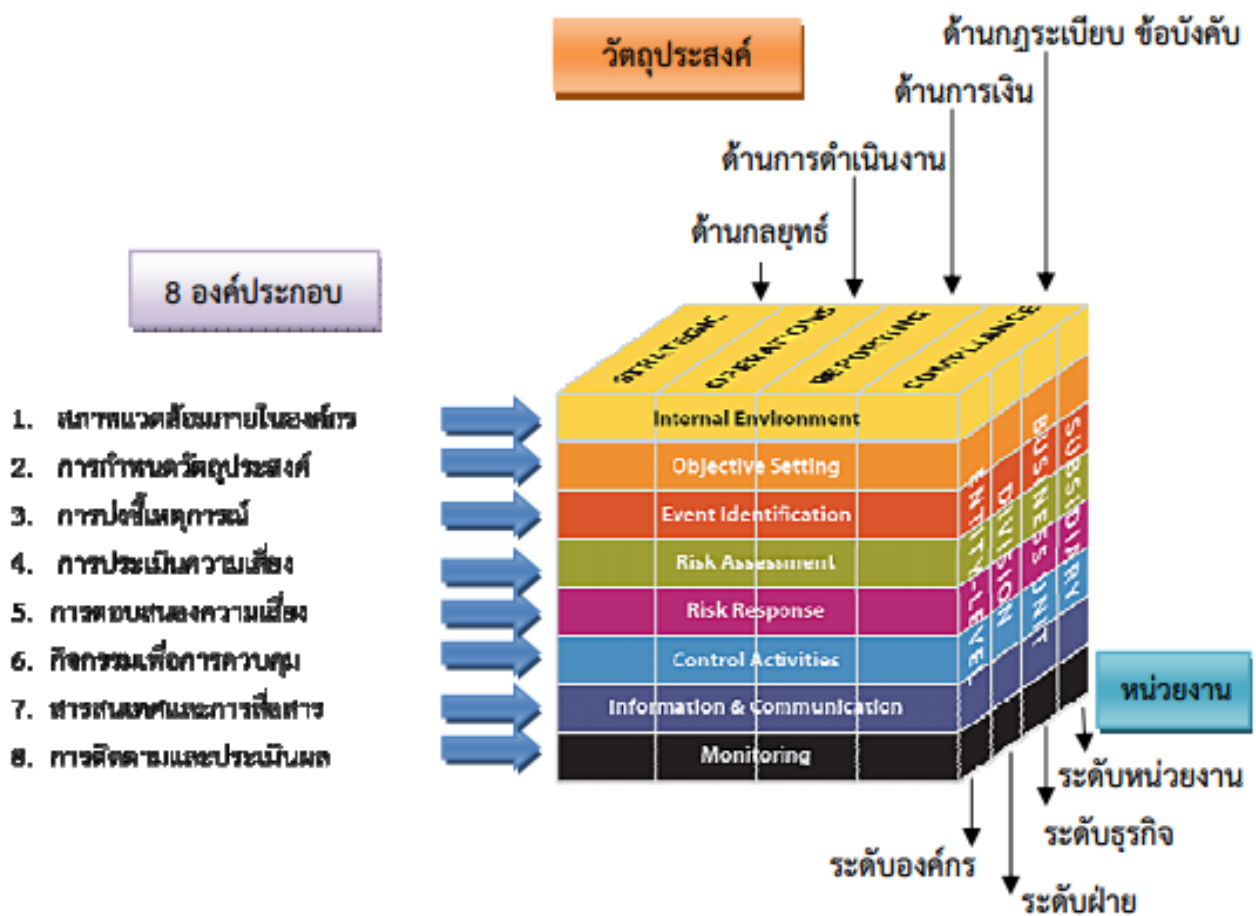 วัตถุประสงค์
ด้านกฎระเบียบ ข้อบังคับ
ด้านการเงิน
ด้านการดำเนินงาน
ด้านกลยุทธ์
8 องค์ประกอบ
STRATEGIC
OPERATIONS
REPORTING
COMPLIANCE
1. สภาพแวดล้อมภายในองค์กร
2. การกำหนดวัตถุประสงค์
3. การบ่งชี้เหตุการณ์
4. การประเมินความเสี่ยง
5. การตอบสนองความเสี่ยง
6. กิจกรรมเพื่อการควบคุม
7. สารสนเทศและการสื่อสาร
8. การติดตามและประเมินผล
Internal Environment
Objective Setting
Event Identification
Risk Assessment
Risk Response
Control Activities
Information & Communication
Monitoring
ENTITY-LEVEL
DIVISION
BUSINESS UNIT
SUBSIDIARY
หน่วยงาน
ระดับหน่วยงาน
ระดับธุรกิจ
ระดับองค์กร
ระดับฝ่าย